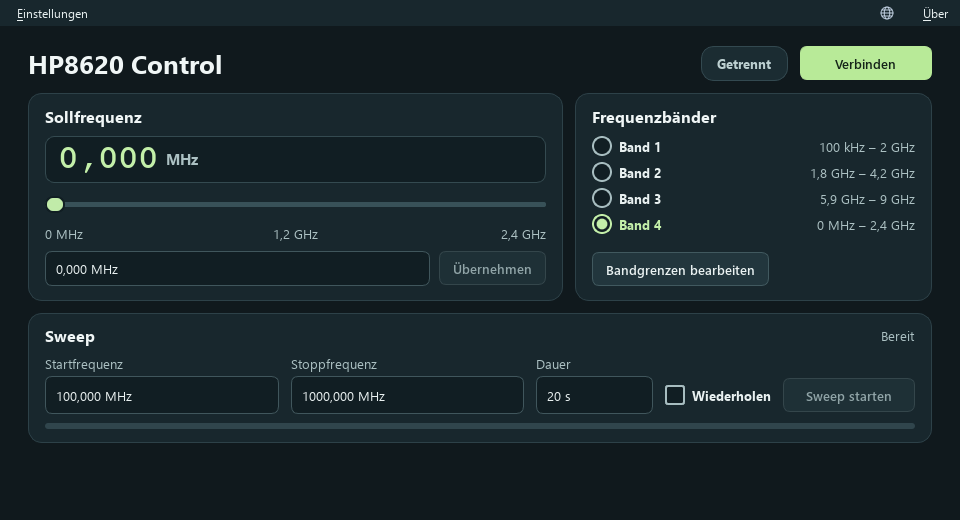 Einstellungen
Über
HP8620 Control
Getrennt
Verbinden
Sollfrequenz
0,000 MHz
0 MHz
1,2 GHz
2,4 GHz
0,000 MHz
Übernehmen
Frequenzbänder
Band 1
100 kHz – 2 GHz
Band 2
1,8 GHz – 4,2 GHz
Band 3
5,9 GHz – 9 GHz
Band 4
0 MHz – 2,4 GHz
Bandgrenzen bearbeiten
Sweep
Bereit
Startfrequenz
Stoppfrequenz
Dauer
100,000 MHz
1000,000 MHz
20 s
Wiederholen
Sweep starten